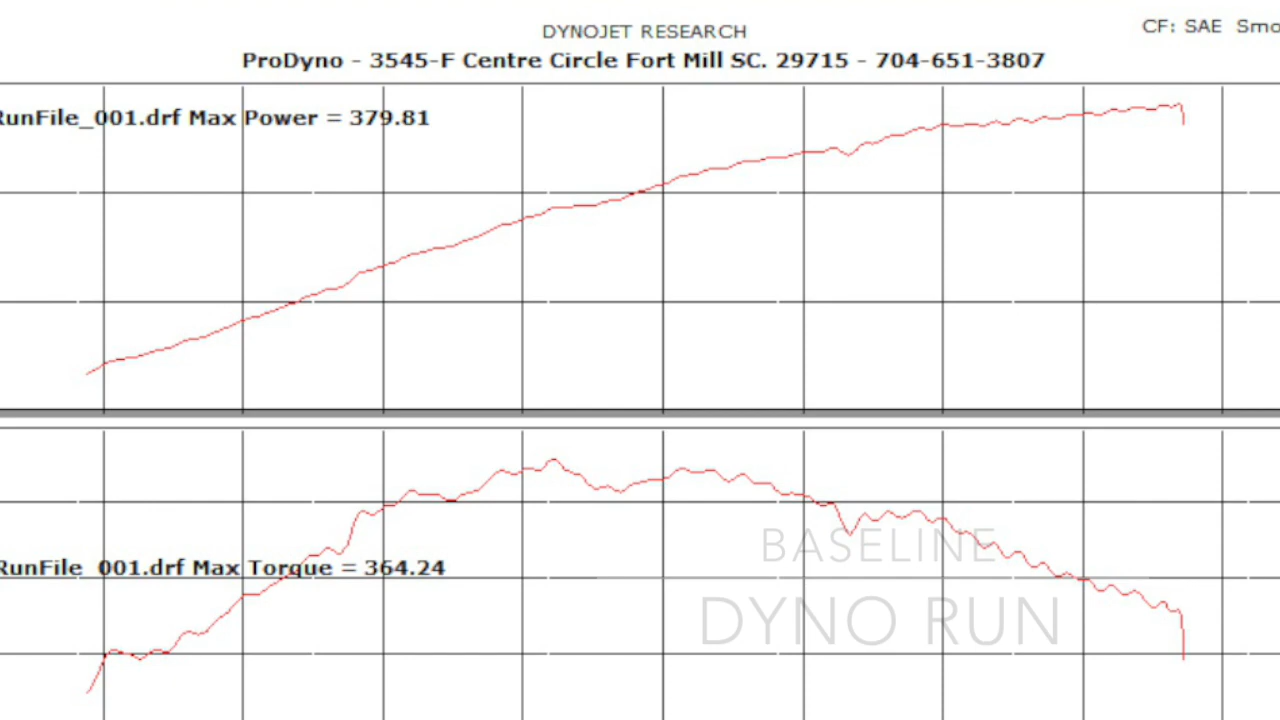 DYNOJET RESEARCH
CF: SAE Smo
ProDyno - 3545-F Centre Circle Fort Mill SC. 29715 - 704-651-3807
RunFile_001.drf Max Power = 379.81
BASELINE
RunFile_001.drf Max Torque = 364.24
DYNO RUN